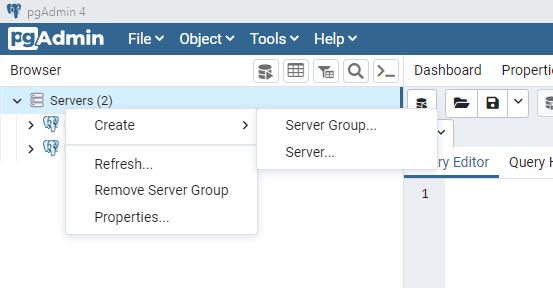 pgAdmin 4
pgAdmin File Object Tools Help
Browser
Dashboard Properti
Servers (2)
Create
Server Group...
Server...
Refresh...
Remove Server Group
Properties...
ry Editor Query H
1